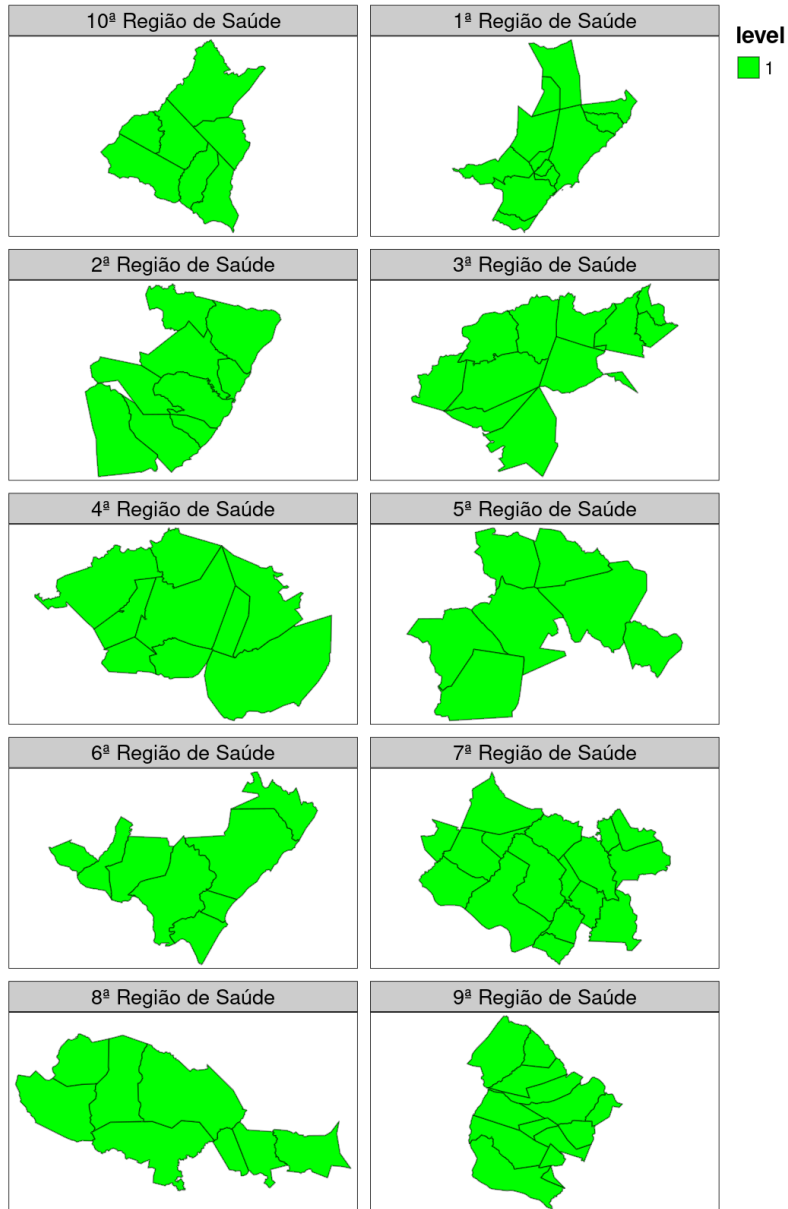 10ª Região de Saúde
1ª Região de Saúde
level
1
2ª Região de Saúde
3ª Região de Saúde
4ª Região de Saúde
5ª Região de Saúde
6ª Região de Saúde
7ª Região de Saúde
8ª Região de Saúde
9ª Região de Saúde